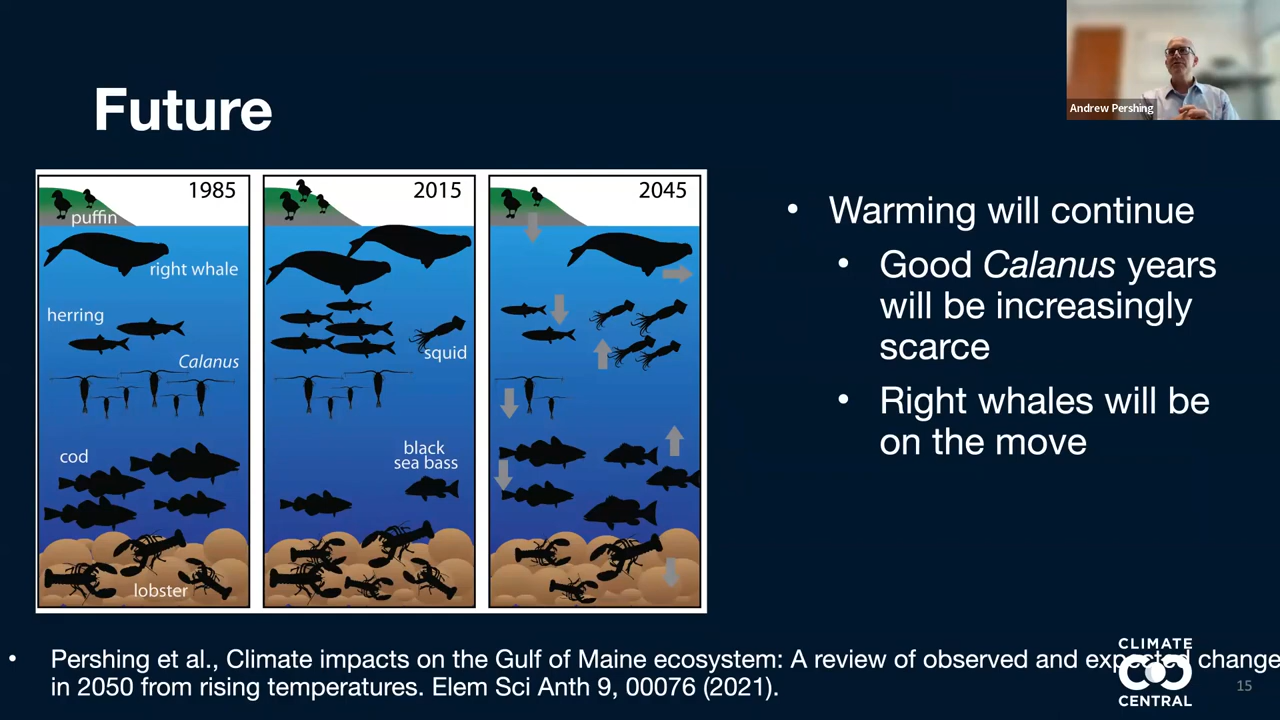 Andrew Pershing
Future
1985
puffin
right whale
herring
Calanus
cod
lobster
2015
squid
black
sea bass
2045
• Warming will continue
• Good Calanus years
will be increasingly
scarce
• Right whales will be
on the move
• Pershing et al., Climate impacts on the Gulf of Maine ecosystem: A review of observed and expected change
in 2050 from rising temperatures. Elem Sci Anth 9, 00076 (2021).
CLIMATE
CENTRAL
15